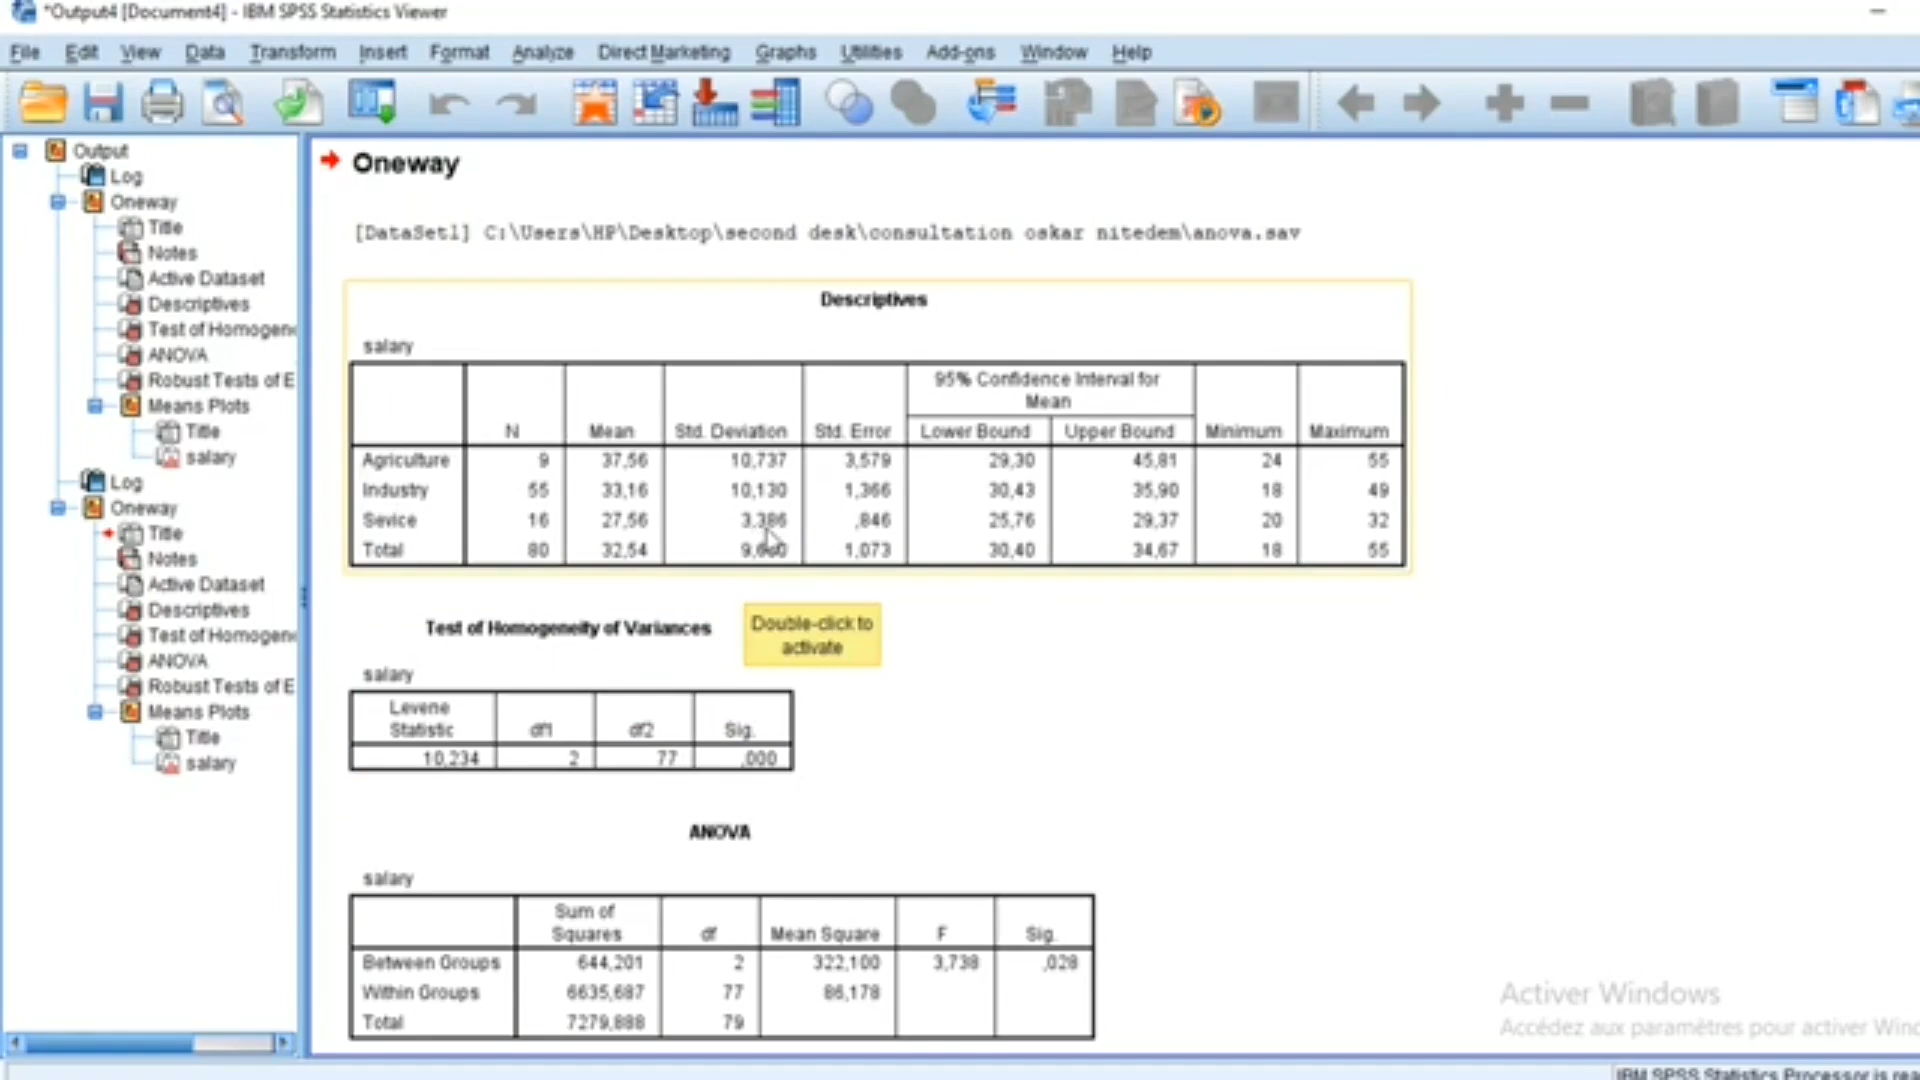 *Output4 [Document4] - IBM SPSS Statistics Viewer
File Edit View Data Transform Insert Format Analyze Direct Marketing Graphs Utilities Add-ons Window Help
Output
Log
Oneway
Title
Notes
Active Dataset
Descriptives
Test of Homogen
ANOVA
Robust Tests of E
Means Plots
Title
salary
Log
Oneway
Title
Notes
Active Dataset
Descriptives
Test of Homogen
ANOVA
Robust Tests of E
Means Plots
Title
salary
Oneway
[DataSet1] C:\Users\HP\Desktop\second desk\consultation oskar nitedem\anova.sav
Descriptives
salary
95% Confidence Interval for Mean
N Mean Std. Deviation Std. Error Lower Bound Upper Bound Minimum Maximum
Agriculture 9 37,56 10,737 3,579 29,30 45,81 24 55
Industry 55 33,16 10,130 1,366 30,43 35,90 18 49
Sevice 16 27,56 3,386 ,846 25,76 29,37 20 32
Total 80 32,54 1,073 30,40 34,67 18 55
Test of Homogeneity of Variances
Double-click to
activate
salary
Levene Statistic df1 df2 Sig.
10,234 2 77 ,000
ANOVA
salary
Sum of Squares df Mean Square F Sig.
Between Groups 644,201 2 322,100 3,738 ,028
Within Groups 6635,687 77 86,178
Total 7279,888 79
Activer Windows
Accédez aux paramètres pour activer Winc
IBM SPSS Statistics Processor is rea